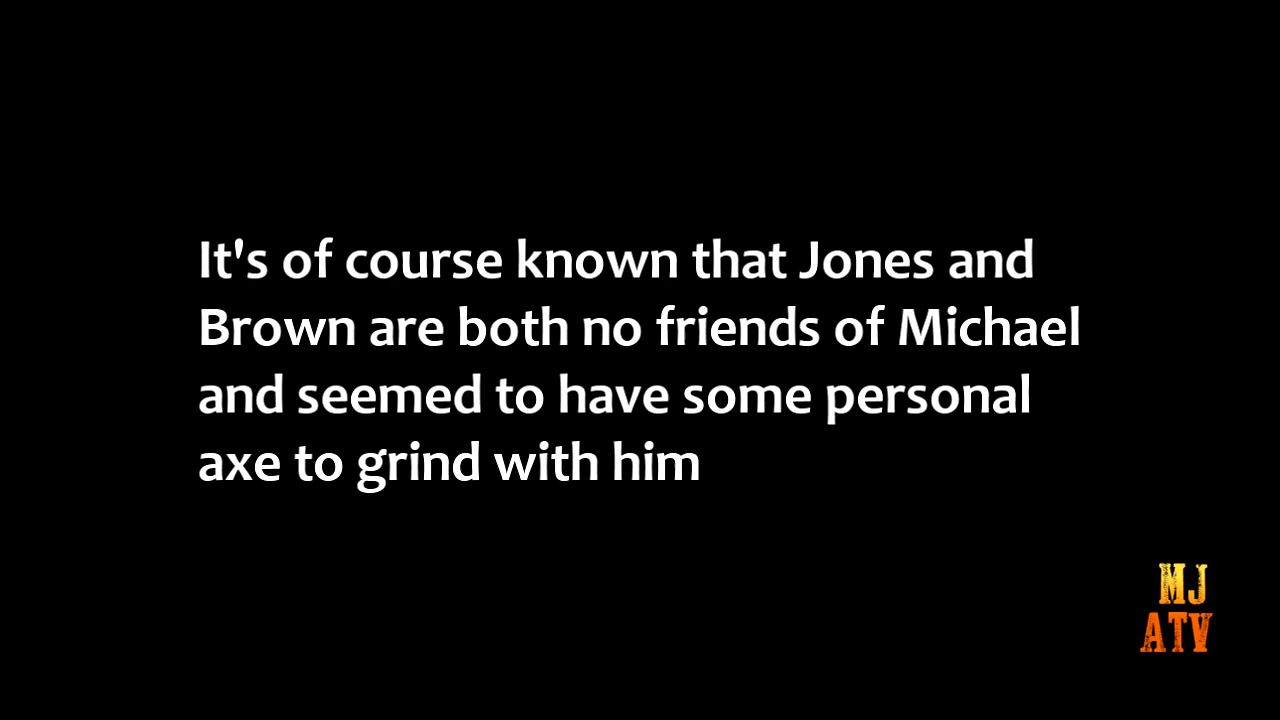 It's of course known that Jones and
Brown are both no friends of Michael
and seemed to have some personal
axe to grind with him
MJ
ATV